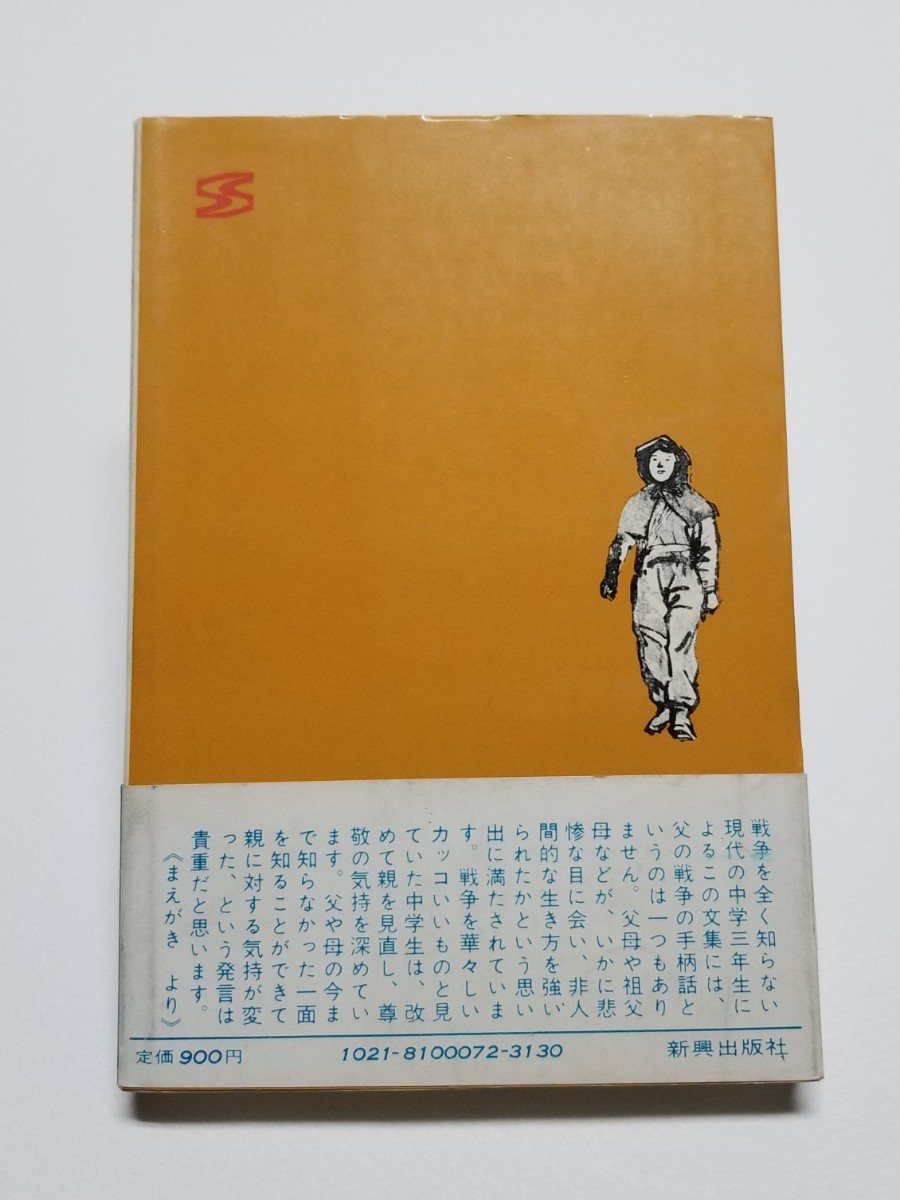 戦争を全く知らない
現代の中学三年生に
よるこの文集には、
父の戦争の手柄話と
いうのは一つもあり
ません。父母や祖父
母などが、いかに悲
惨な目に会い、非人
間的な生き方を強い
られたかという思い
出に満たされていま
す。戦争を華々しい
カッコいいものと見
ていた中学生は、改
めて親を見直し、尊
敬の気持を深めてい
ます。父や母の今ま
で知らなかった一面
を知ることができて
親に対する気持が変
った、という発言は
貴重だと思います。
《まえがき より》
定価900円
1021-8100072-3130
新興出版社